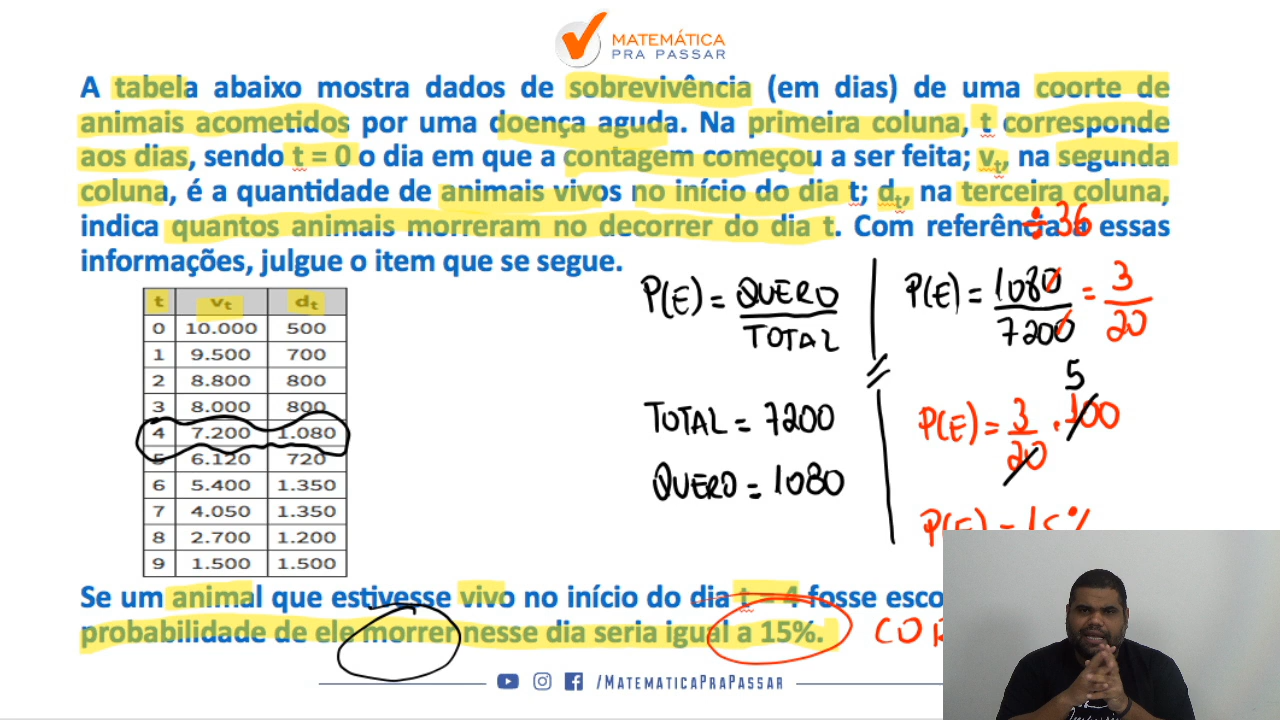 MATEMÁTICA
PRA PASSAR
A tabela abaixo mostra dados de sobrevivência (em dias) de uma coorte de
animais acometidos por uma doença aguda. Na primeira coluna, t corresponde
aos dias, sendo t = 0 o dia em que a contagem começou a ser feita; vt, na segunda
coluna, é a quantidade de animais vivos no início do dia t; dt, na terceira coluna,
indica quantos animais morreram no decorrer do dia t. Com referência a essas
÷ 36
informações, julgue o item que se segue.
t vt dt
0 10.000 500
1 9.500 700
2 8.800 800
3 8.000 800
4 7.200 1.080
5 6.120 720
6 5.400 1.350
7 4.050 1.350
8 2.700 1.200
9 1.500 1.500
P(E) = QUERO / TOTAL
TOTAL = 7200
QUERO = 1080
P(E) = 1080 / 7200 = 3 / 20
5
P(E) = 3 / 20 . 100
P(E) = 15%
Se um animal que estivesse vivo no início do dia t = 4 fosse
probabilidade de ele morrer nesse dia seria igual a 15%.
/MATEMATICAPRAPASSAR